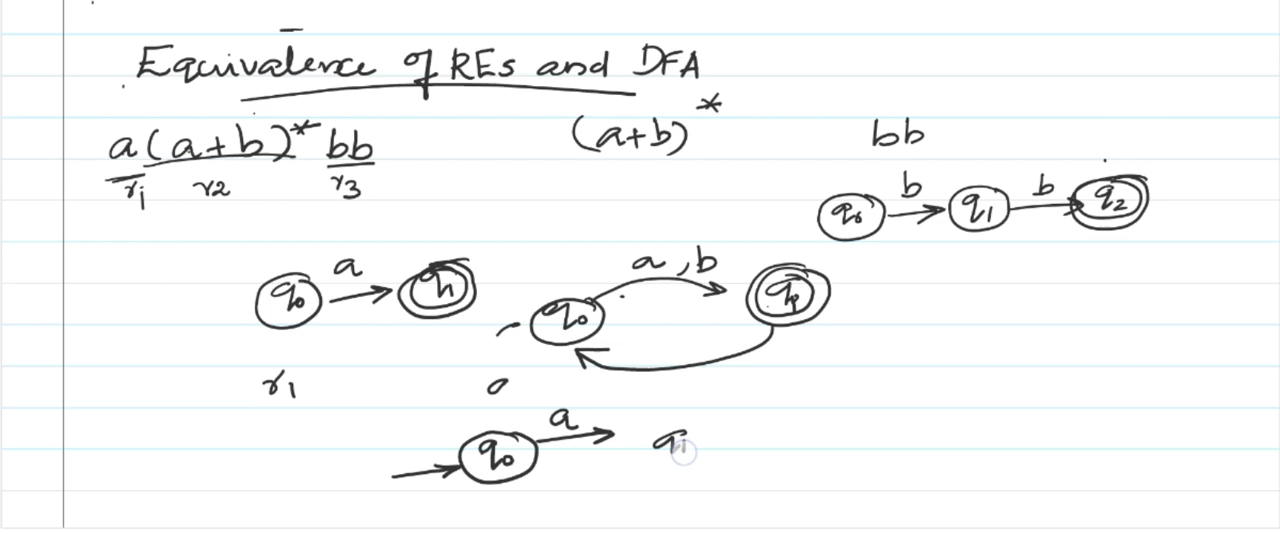 Equivalence of REs and DFA
a(a+b)* bb
r1 r2 r3
(a+b)*
bb
b b
q0 q1 q2
a
q0 q1
a,b
q0 q1
r1
a
q0 q1